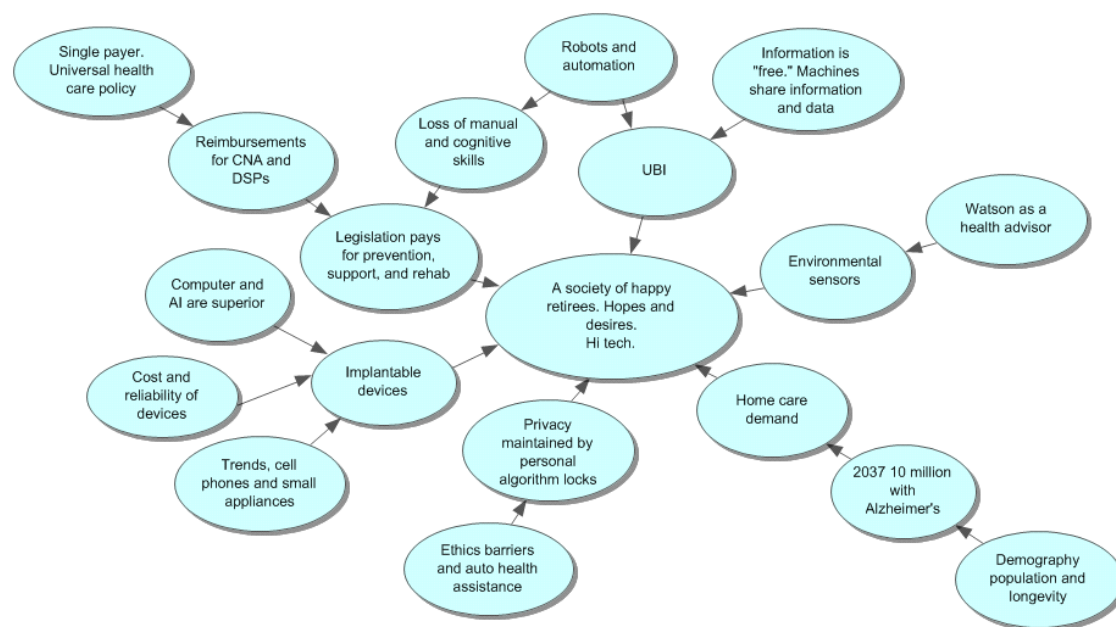 Single payer.
Universal health
care policy
Robots and
automation
Information is
"free." Machines
share information
and data
Reimbursements
for CNA and
DSPs
Loss of manual
and cognitive
skills
UBI
Watson as a
health advisor
Legislation pays
for prevention,
support, and rehab
Environmental
sensors
Computer and
AI are superior
A society of happy
retirees. Hopes and
desires.
Hi tech.
Cost and
reliability of
devices
Implantable
devices
Home care
demand
Privacy
maintained by
personal
algorithm locks
Trends, cell
phones and small
appliances
2037 10 million
with
Alzheimer's
Ethics barriers
and auto health
assistance
Demography
population and
longevity